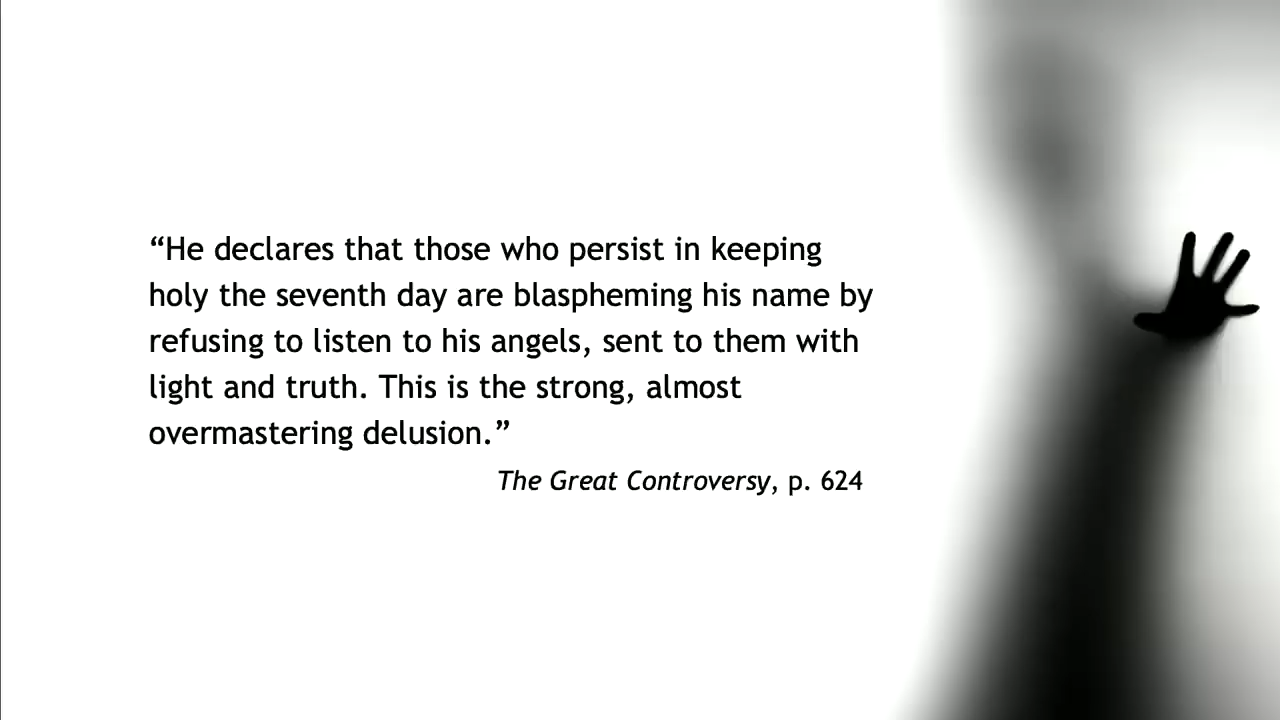 “He declares that those who persist in keeping
holy the seventh day are blaspheming his name by
refusing to listen to his angels, sent to them with
light and truth. This is the strong, almost
overmastering delusion.”
The Great Controversy, p. 624